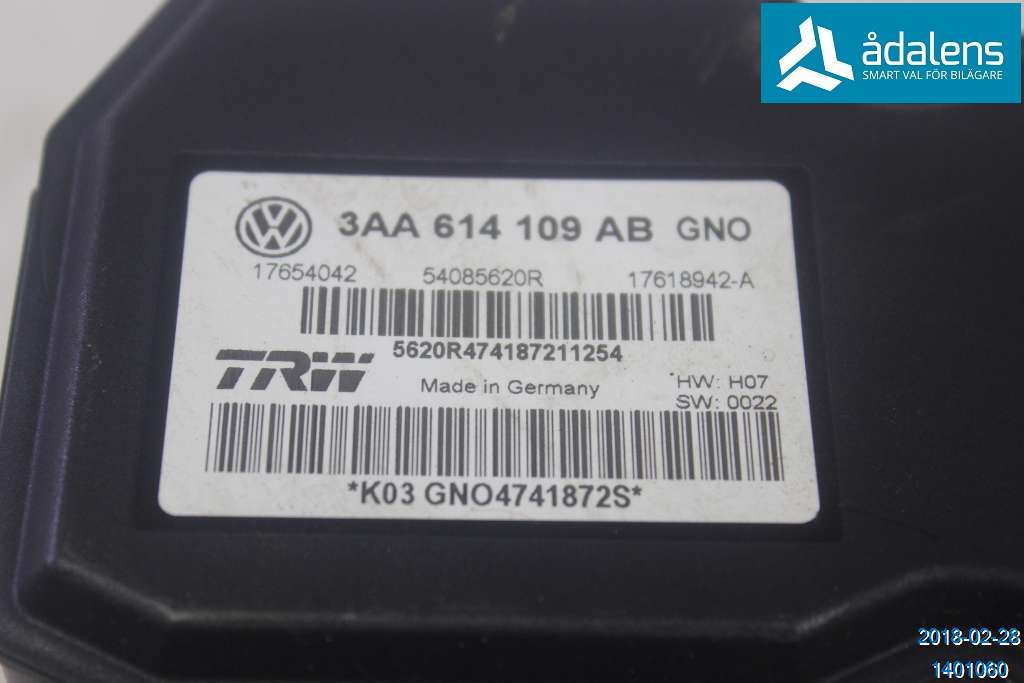 ådalens
SMART VAL FÖR BILÄGARE
VW 3AA 614 109 AB GNO
17654042 54085620R 17618942-A
5620R474187211254
TRW Made in Germany *HW: H07
SW: 0022
*K03 GNO4741872S*
2018-02-28
1401060